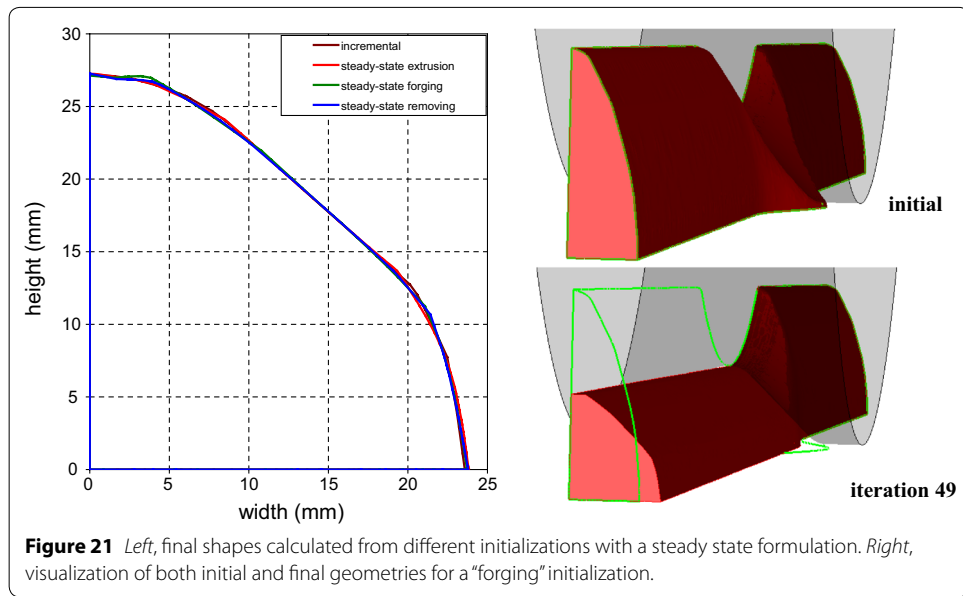 30
25
20
15
10
5
0
height (mm)
0 5 10 15 20 25
width (mm)
incremental
steady-state extrusion
steady-state forging
steady-state removing
initial
iteration 49
Figure 21 Left, final shapes calculated from different initializations with a steady state formulation. Right,
visualization of both initial and final geometries for a “forging” initialization.